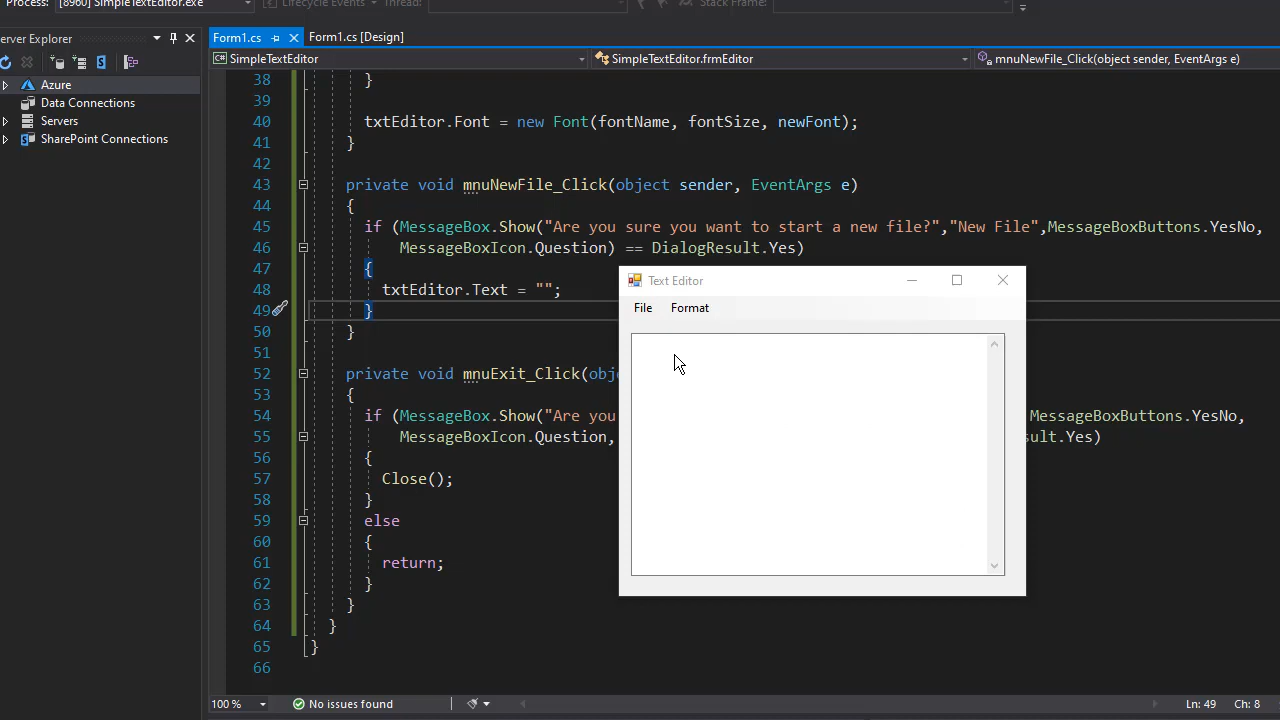 Process: [8960] SimpleTextEditor.exe Lifecycle Events Thread: Stack Frame:
erver Explorer
Form1.cs Form1.cs [Design]
SimpleTextEditor SimpleTextEditor.frmEditor mnuNewFile_Click(object sender, EventArgs e)
Azure
Data Connections
Servers
SharePoint Connections
38 }
39
40 txtEditor.Font = new Font(fontName, fontSize, newFont);
41 }
42
43 private void mnuNewFile_Click(object sender, EventArgs e)
44 {
45 if (MessageBox.Show("Are you sure you want to start a new file?","New File",MessageBoxButtons.YesNo,
46 MessageBoxIcon.Question) == DialogResult.Yes)
47 {
48 txtEditor.Text = "";
49 }
50 }
51
52 private void mnuExit_Click(obj
53 {
54 if (MessageBox.Show("Are you MessageBoxButtons.YesNo,
55 MessageBoxIcon.Question, ult.Yes)
56 {
57 Close();
58 }
59 else
60 {
61 return;
62 }
63 }
64 }
65 }
66
Text Editor
File Format
100 % No issues found Ln: 49 Ch: 8